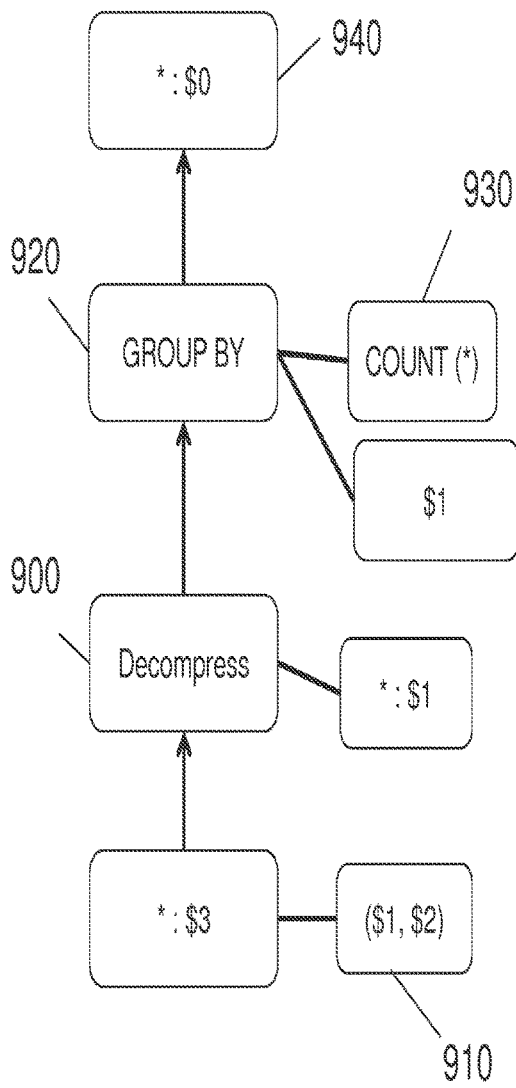 * : $0
940
930
920
GROUP BY
COUNT (*)
$1
900
Decompress
* : $1
* : $3
($1, $2)
910